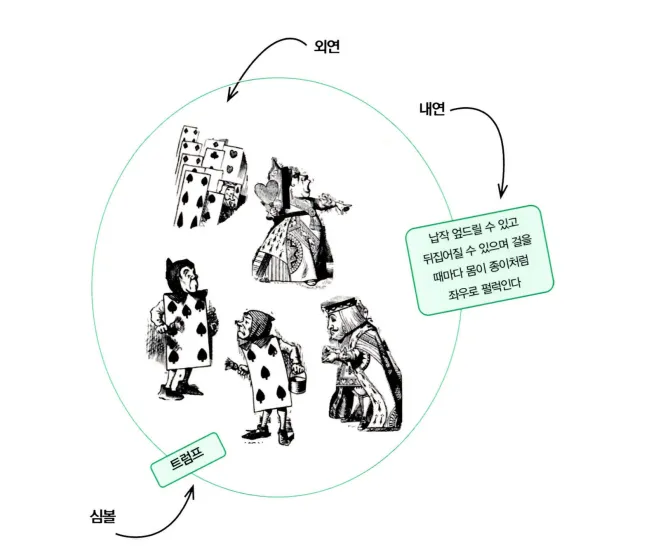 외연
내연
납작 엎드릴 수 있고
뒤집어질 수 있으며 걸을
때마다 몸이 종이처럼
좌우로 펄럭인다
트럼프
심볼